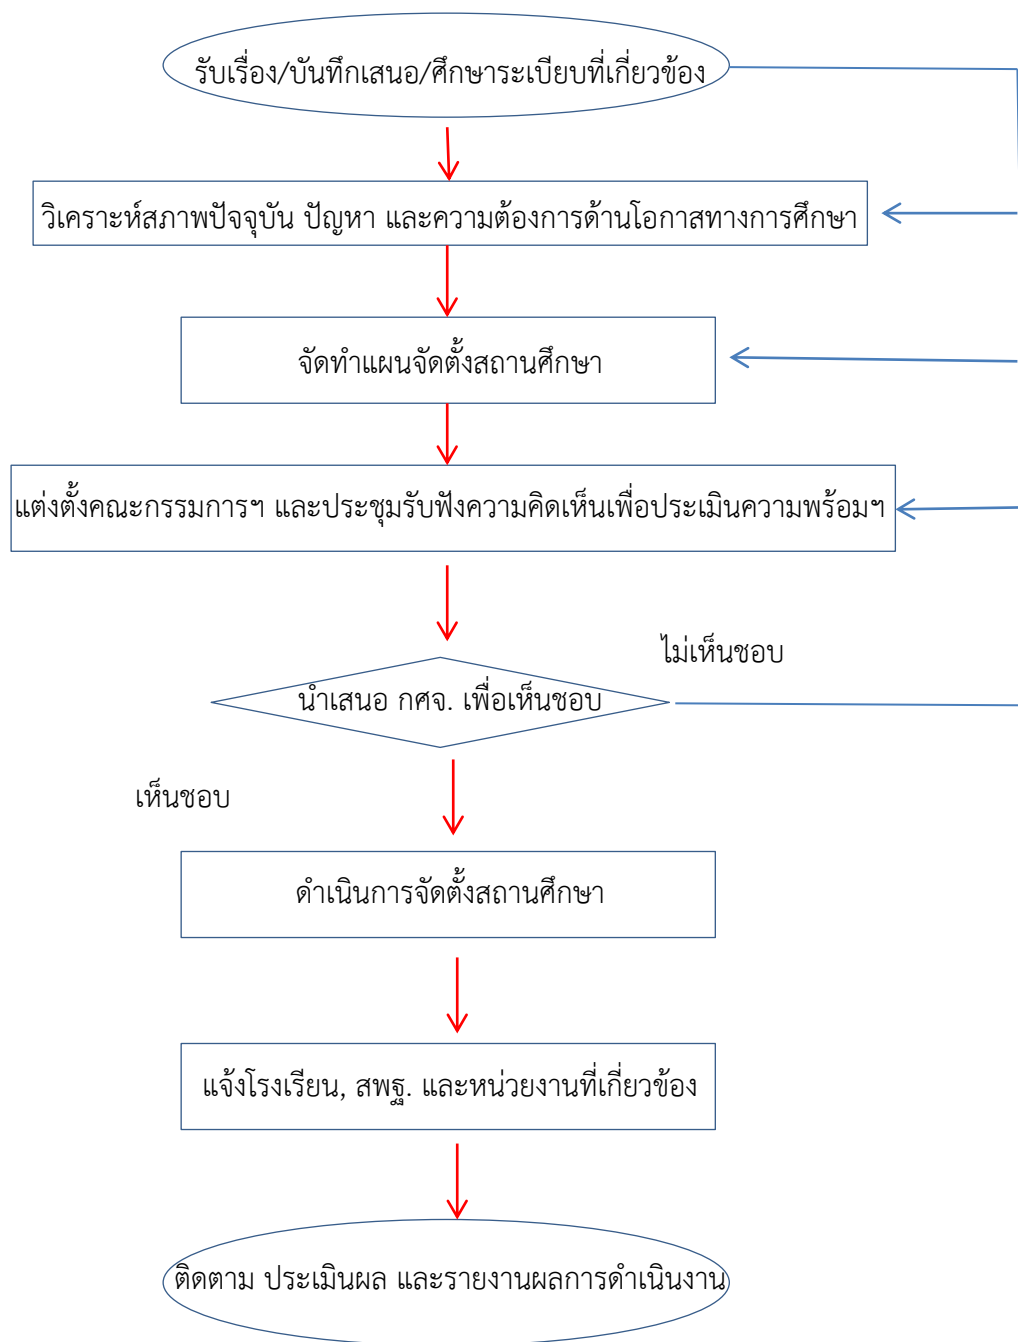 รับเรื่อง/บันทึกเสนอ/ศึกษาระเบียบที่เกี่ยวข้อง
วิเคราะห์สภาพปัจจุบัน ปัญหา และความต้องการด้านโอกาสทางการศึกษา
จัดทำแผนจัดตั้งสถานศึกษา
แต่งตั้งคณะกรรมการฯ และประชุมรับฟังความคิดเห็นเพื่อประเมินความพร้อมฯ
ไม่เห็นชอบ
นำเสนอ กศจ. เพื่อเห็นชอบ
เห็นชอบ
ดำเนินการจัดตั้งสถานศึกษา
แจ้งโรงเรียน, สพฐ. และหน่วยงานที่เกี่ยวข้อง
ติดตาม ประเมินผล และรายงานผลการดำเนินงาน